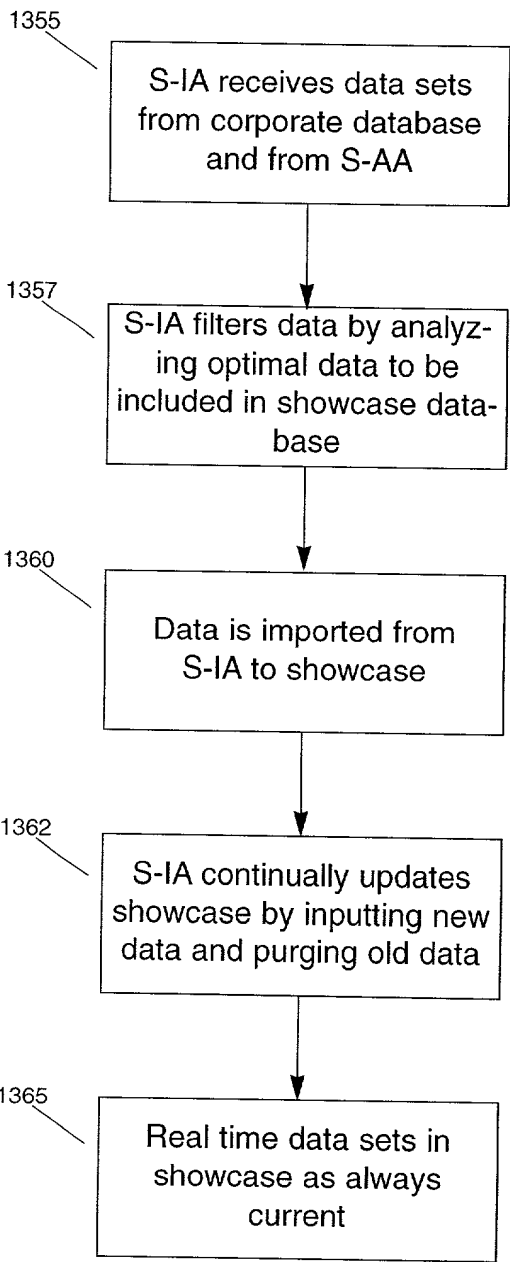 1355
S-IA receives data sets
from corporate database
and from S-AA
1357
S-IA filters data by analyz-
ing optimal data to be
included in showcase data-
base
1360
Data is imported from
S-IA to showcase
1362
S-IA continually updates
showcase by inputting new
data and purging old data
1365
Real time data sets in
showcase as always
current